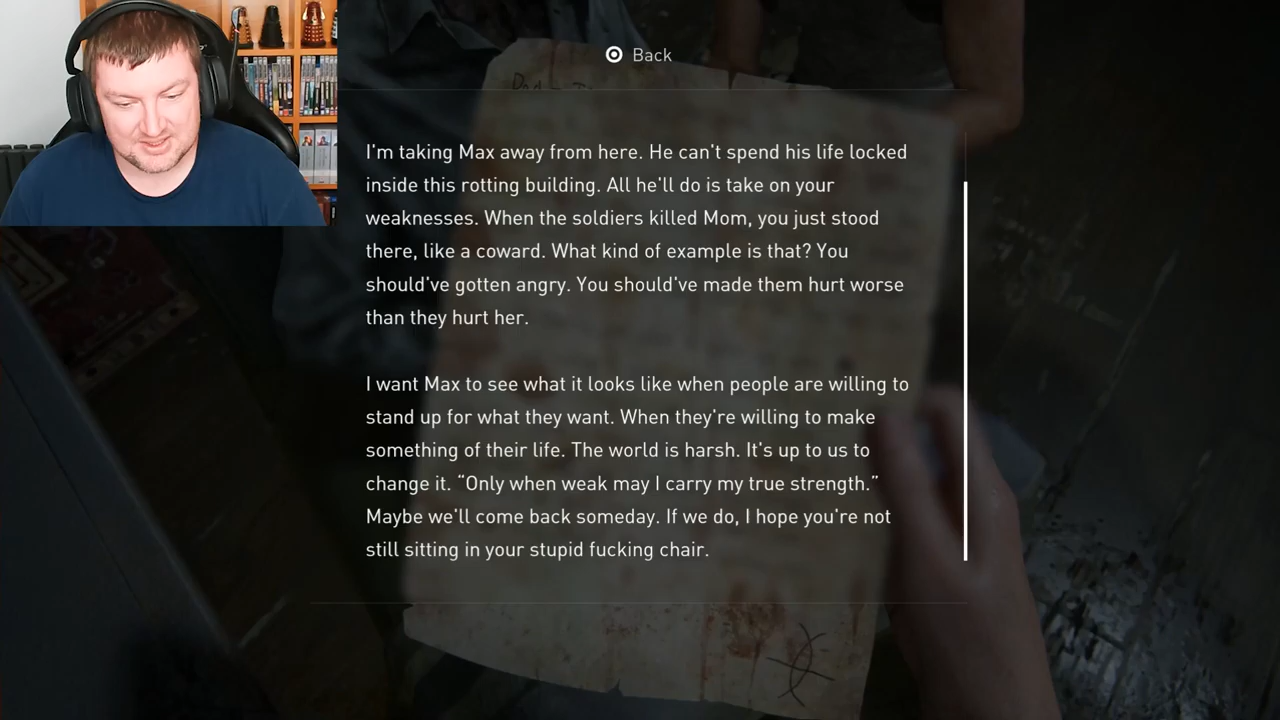 Back
I'm taking Max away from here. He can't spend his life locked
inside this rotting building. All he'll do is take on your
weaknesses. When the soldiers killed Mom, you just stood
there, like a coward. What kind of example is that? You
should've gotten angry. You should've made them hurt worse
than they hurt her.
I want Max to see what it looks like when people are willing to
stand up for what they want. When they're willing to make
something of their life. The world is harsh. It's up to us to
change it. “Only when weak may I carry my true strength.”
Maybe we'll come back someday. If we do, I hope you're not
still sitting in your stupid fucking chair.